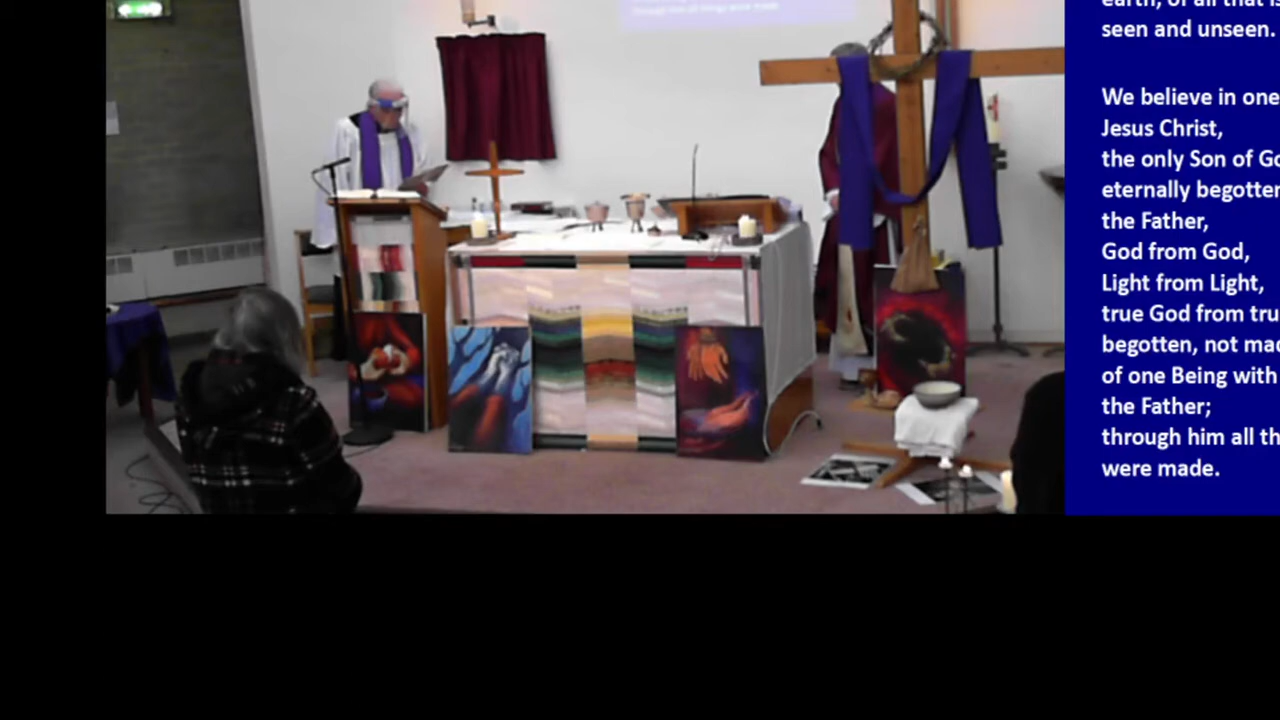 seen and unseen.
We believe in one
Jesus Christ,
the only Son of Go
eternally begotten
the Father,
God from God,
Light from Light,
true God from tru
begotten, not mad
of one Being with
the Father;
through him all th
were made.